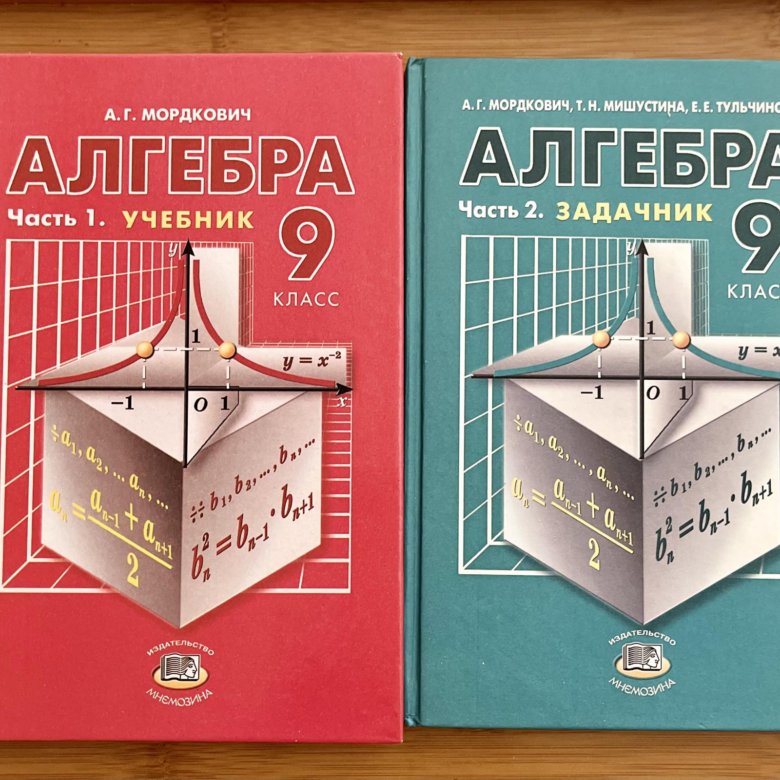 А. Г. МОРДКОВИЧ
АЛГЕБРА
Часть 1. УЧЕБНИК
9
КЛАСС
y
1
y = x⁻²
−1 O 1 x
÷a₁, a₂, ... aₙ, ...
aₙ = (aₙ₋₁ + aₙ₊₁)/2
÷÷b₁, b₂, ..., bₙ, ...
bₙ² = bₙ₋₁ · bₙ₊₁
ИЗДАТЕЛЬСТВО
МНЕМОЗИНА
А. Г. МОРДКОВИЧ, Т. Н. МИШУСТИНА, Е. Е. ТУЛЬЧИНС
АЛГЕБРА
Часть 2. ЗАДАЧНИК
9
КЛАС
y
1
y = x
−1 O 1
÷a₁, a₂, ... aₙ, ...
aₙ = (aₙ₋₁ + aₙ₊₁)/2
÷÷b₁, b₂, ..., bₙ, ...
bₙ² = bₙ₋₁ · bₙ₊₁
ИЗДАТЕЛЬСТВО
МНЕМОЗИНА